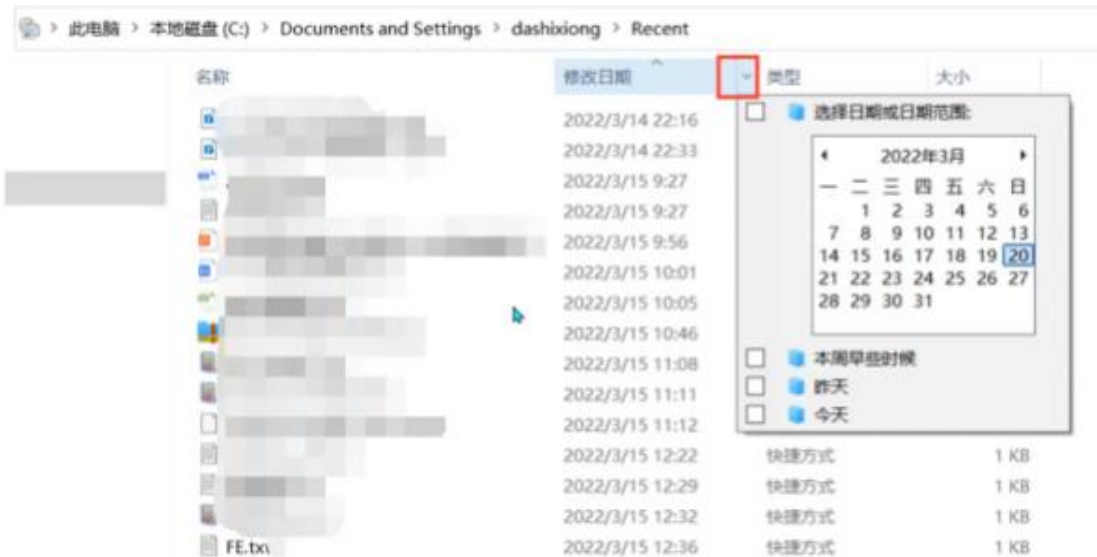 此电脑 > 本地磁盘 (C:) > Documents and Settings > dashixiong > Recent
名称 修改日期 类型 大小
2022/3/14 22:16
选择日期或日期范围:
2022年3月
2022/3/14 22:33
一 二 三 四 五 六 日
2022/3/15 9:27
1 2 3 4 5 6
2022/3/15 9:27
7 8 9 10 11 12 13
2022/3/15 9:56
14 15 16 17 18 19 20
2022/3/15 10:01
21 22 23 24 25 26 27
2022/3/15 10:05
28 29 30 31
2022/3/15 10:46
2022/3/15 11:08
本周早些时候
2022/3/15 11:11
昨天
2022/3/15 11:12
今天
2022/3/15 12:22 快捷方式 1 KB
2022/3/15 12:29 快捷方式 1 KB
2022/3/15 12:32 快捷方式 1 KB
FE.txt 2022/3/15 12:36 快捷方式 1 KB